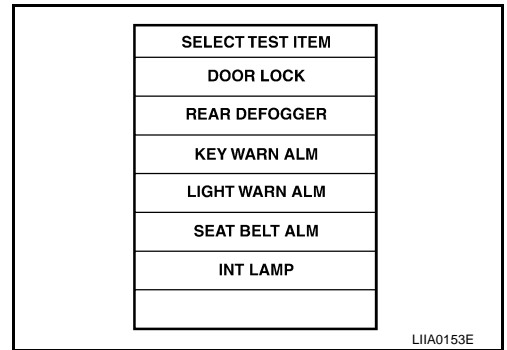 SELECT TEST ITEM
DOOR LOCK
REAR DEFOGGER
KEY WARN ALM
LIGHT WARN ALM
SEAT BELT ALM
INT LAMP
LIIA0153E